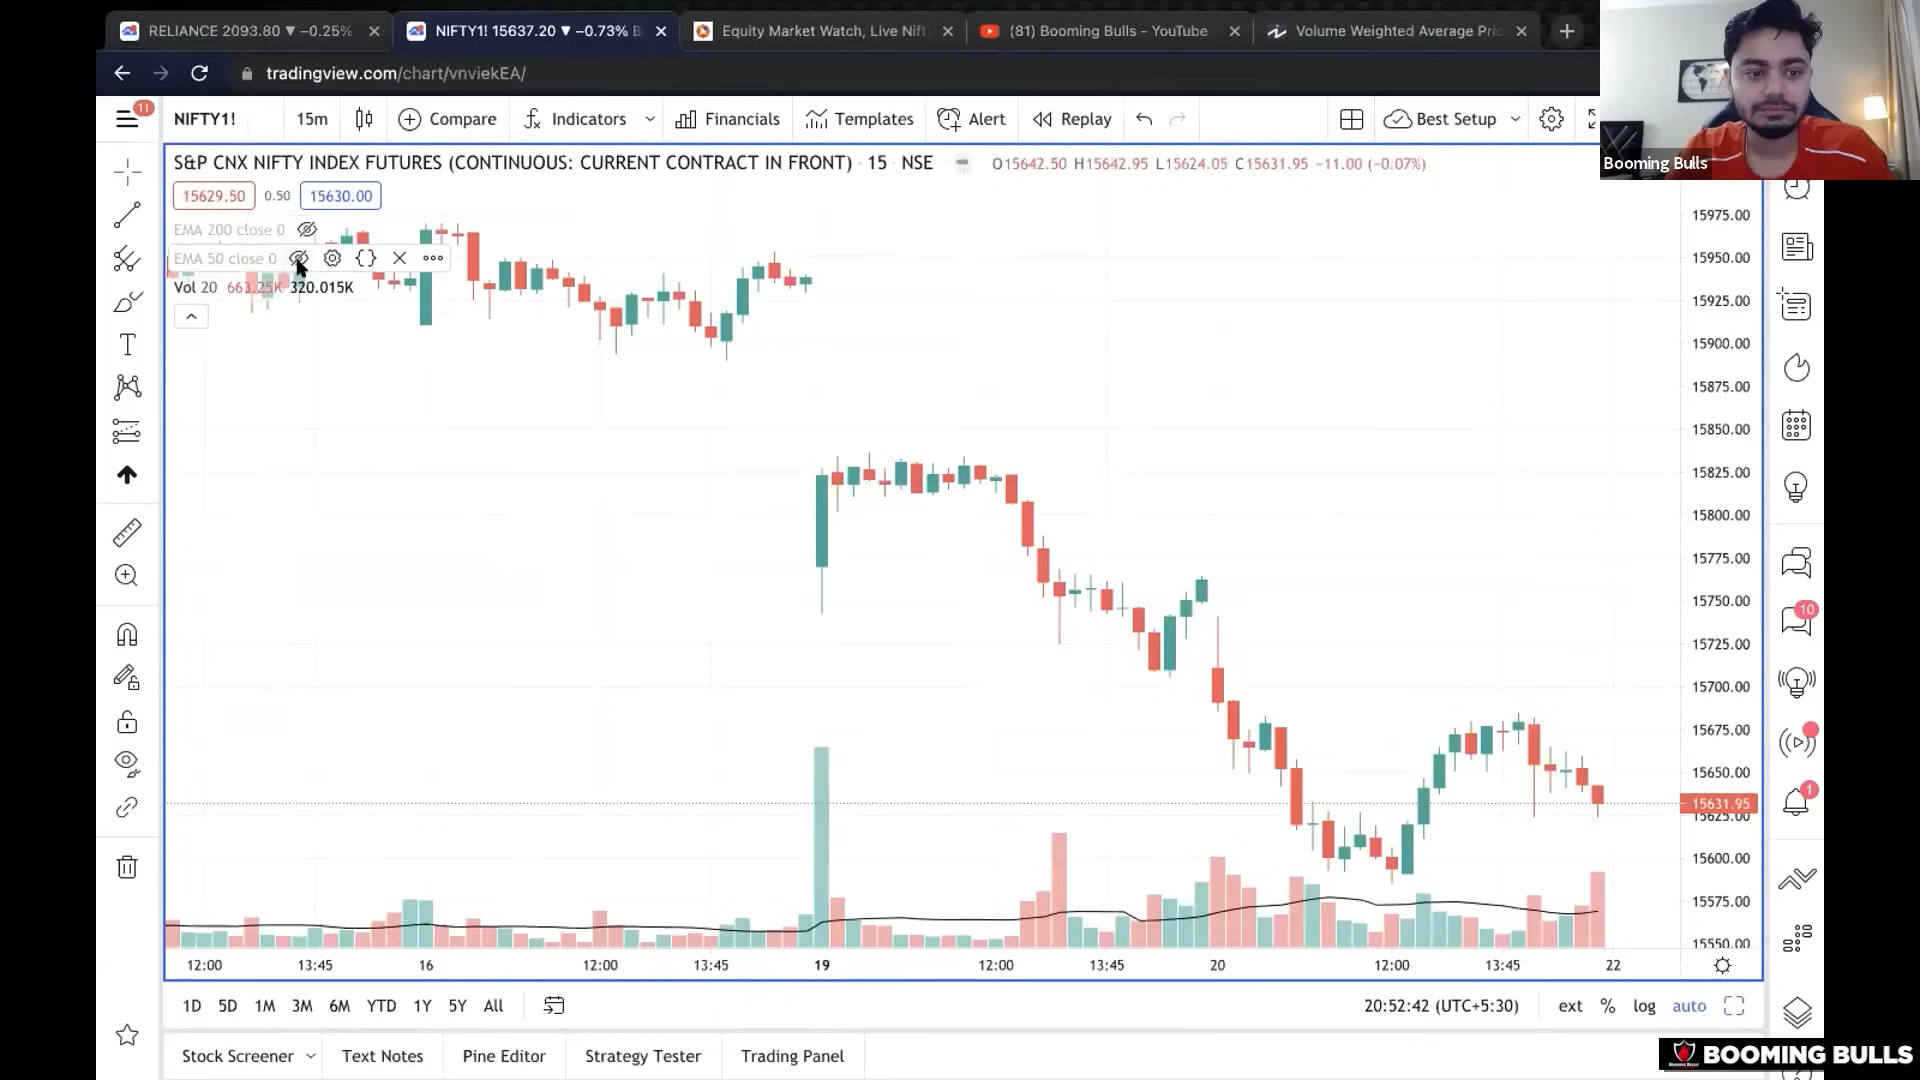 RELIANCE 2093.80 ▼ −0.25%
NIFTY1! 15637.20 ▼ −0.73% B
Equity Market Watch, Live Nift
(81) Booming Bulls - YouTube
Volume Weighted Average Pric
tradingview.com/chart/vnviekEA/
11
NIFTY1!
15m
Compare
Indicators
Financials
Templates
Alert
Replay
Best Setup
Booming Bulls
S&P CNX NIFTY INDEX FUTURES (CONTINUOUS: CURRENT CONTRACT IN FRONT) · 15 · NSE
O15642.50 H15642.95 L15624.05 C15631.95 −11.00 (−0.07%)
15629.50 0.50 15630.00
EMA 200 close 0
EMA 50 close 0
Vol 20 663.25K 320.015K
15975.00
15950.00
15925.00
15900.00
15875.00
15850.00
15825.00
15800.00
15775.00
15750.00
15725.00
15700.00
15675.00
15650.00
15631.95
15625.00
15600.00
15575.00
15550.00
10
1
12:00 13:45 16 12:00 13:45 19 12:00 13:45 20 12:00 13:45 22
1D 5D 1M 3M 6M YTD 1Y 5Y All
20:52:42 (UTC+5:30) ext % log auto
Stock Screener
Text Notes
Pine Editor
Strategy Tester
Trading Panel
BOOMING BULLS